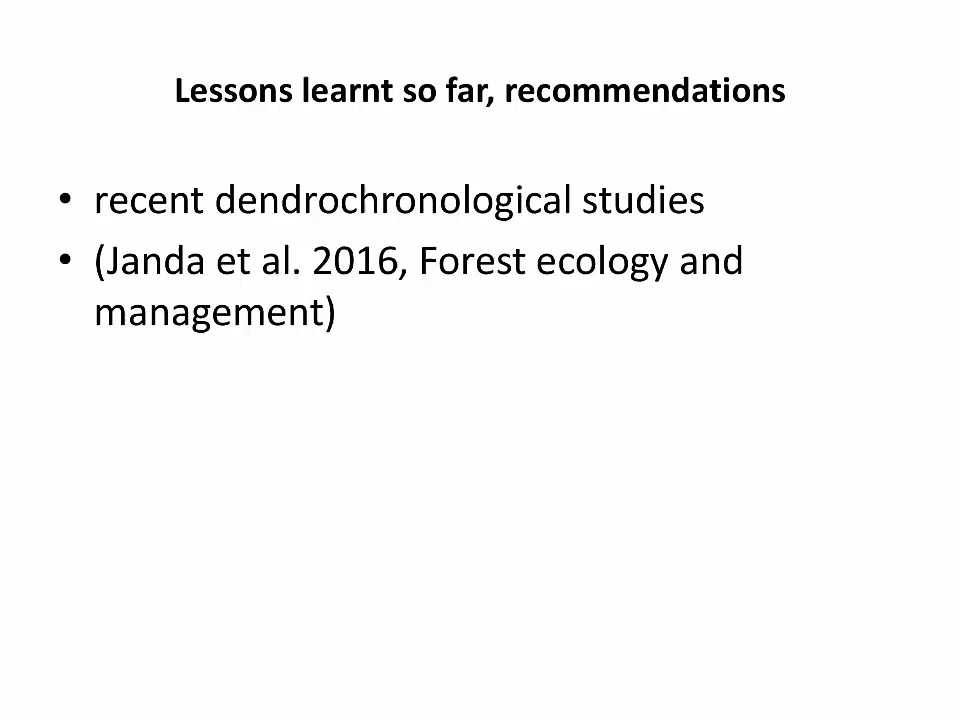 Lessons learnt so far, recommendations
• recent dendrochronological studies
• (Janda et al. 2016, Forest ecology and
management)